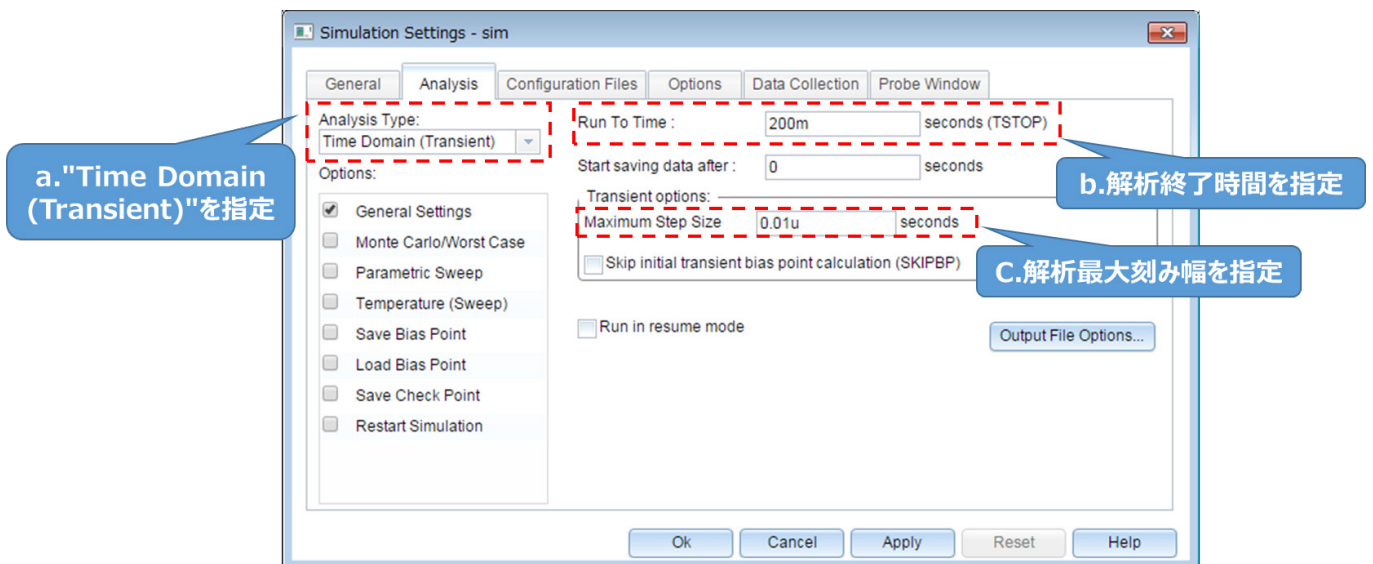 Simulation Settings - sim
General
Analysis
Configuration Files
Options
Data Collection
Probe Window
Analysis Type:
Time Domain (Transient)
Options:
General Settings
Monte Carlo/Worst Case
Parametric Sweep
Temperature (Sweep)
Save Bias Point
Load Bias Point
Save Check Point
Restart Simulation
Run To Time :
200m
seconds (TSTOP)
Start saving data after :
0
seconds
Transient options:
Maximum Step Size
0.01u
seconds
Skip initial transient bias point calculation (SKIPBP)
Run in resume mode
Output File Options...
Ok
Cancel
Apply
Reset
Help
a."Time Domain
(Transient)"を指定
b.解析終了時間を指定
C.解析最大刻み幅を指定